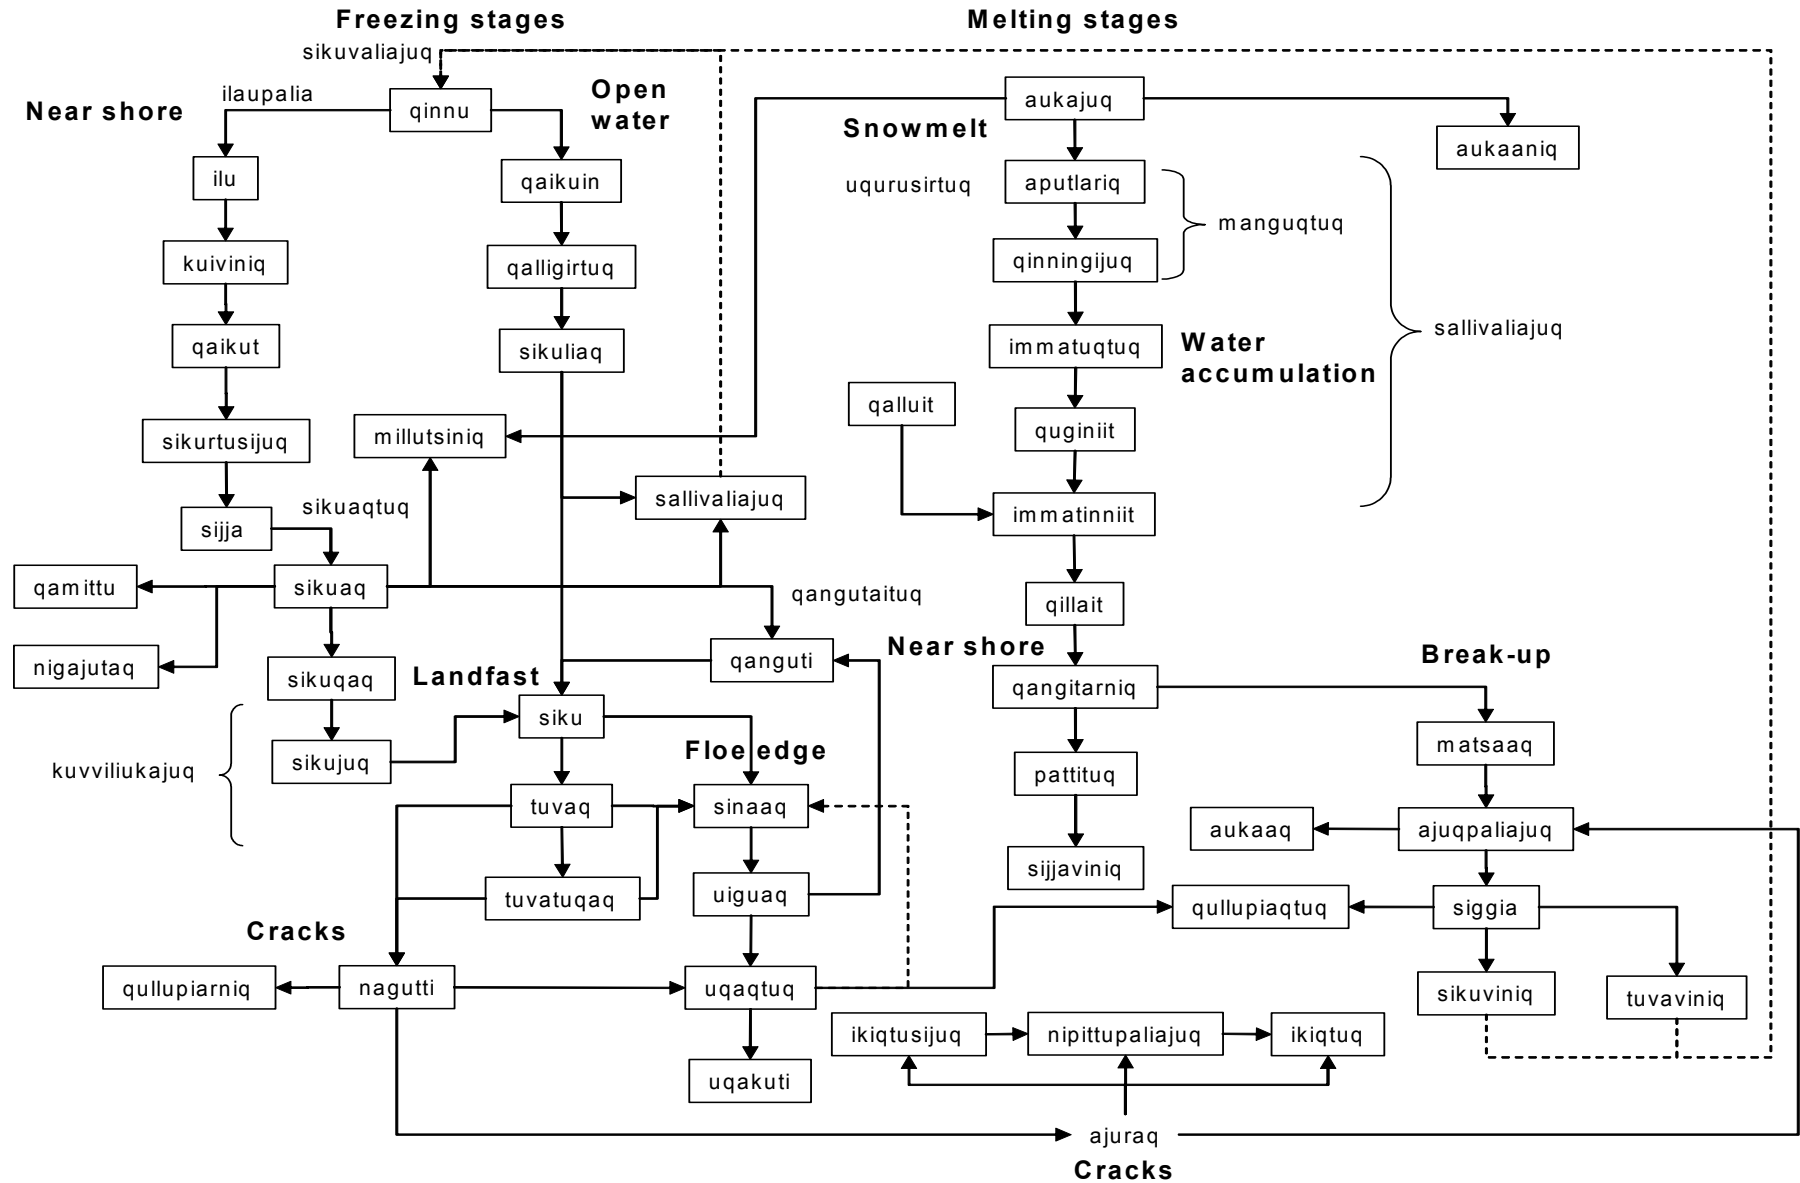 Freezing stages
Melting stages
sikuvaliajuq
Near shore
ilaupalia
qinnu
Open
water
ilu
qaikuin
kuiviniq
qalligirtuq
qaikut
sikuliaq
sikurtusijuq
millutsiniq
sijja
sikuaqtuq
sallivaliajuq
qamittu
sikuaq
qangutaituq
nigajutaq
sikuqaq
qanguti
Landfast
siku
kuvviliukajuq
sikujuq
Floe edge
tuvaq
sinaaq
tuvatuqaq
uiguaq
Cracks
qullupiarniq
nagutti
uqaqtuq
uqakuti
aukajuq
Snowmelt
aukaaniq
uqurusirtuq
aputlariq
manguqtuq
qinningijuq
immatuqtuq
Water
accumulation
sallivaliajuq
qalluit
quginiit
immatinniit
qillait
Near shore
qangitarniq
Break-up
matsaaq
pattituq
aukaaq
ajuqpaliajuq
sijjaviniq
qullupiaqtuq
siggia
sikuviniq
tuvaviniq
ikiqtusijuq
nipittupaliajuq
ikiqtuq
ajuraq
Cracks